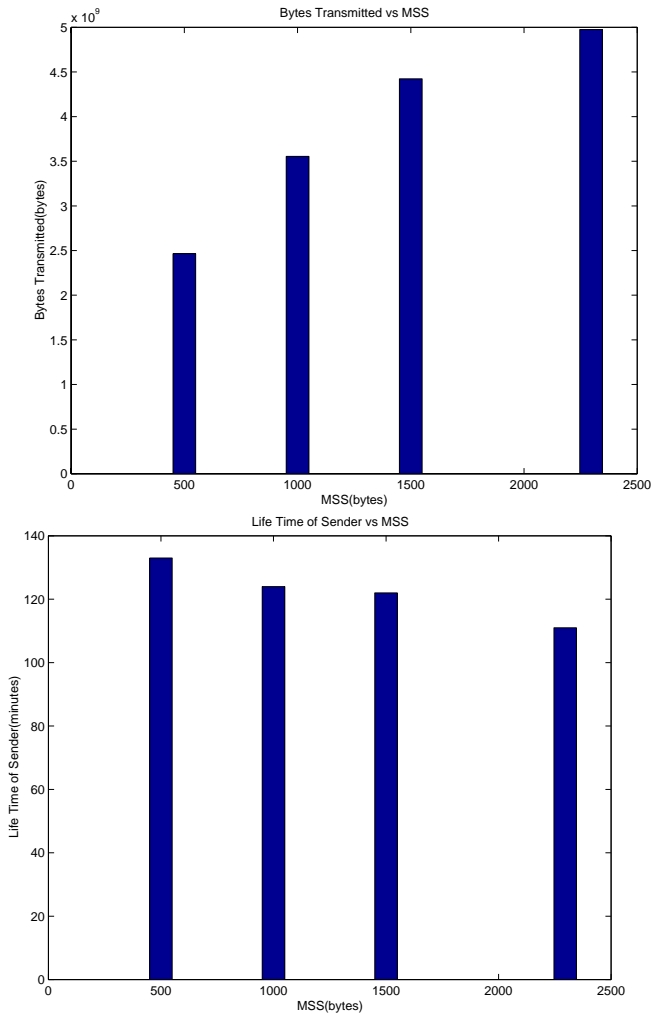 Bytes Transmitted vs MSS
x 10⁹
5
4.5
4
3.5
3
2.5
2
1.5
1
0.5
0
Bytes Transmitted(bytes)
0 500 1000 1500 2000 2500
MSS(bytes)
Life Time of Sender vs MSS
140
120
100
80
60
40
20
0
Life Time of Sender(minutes)
0 500 1000 1500 2000 2500
MSS(bytes)